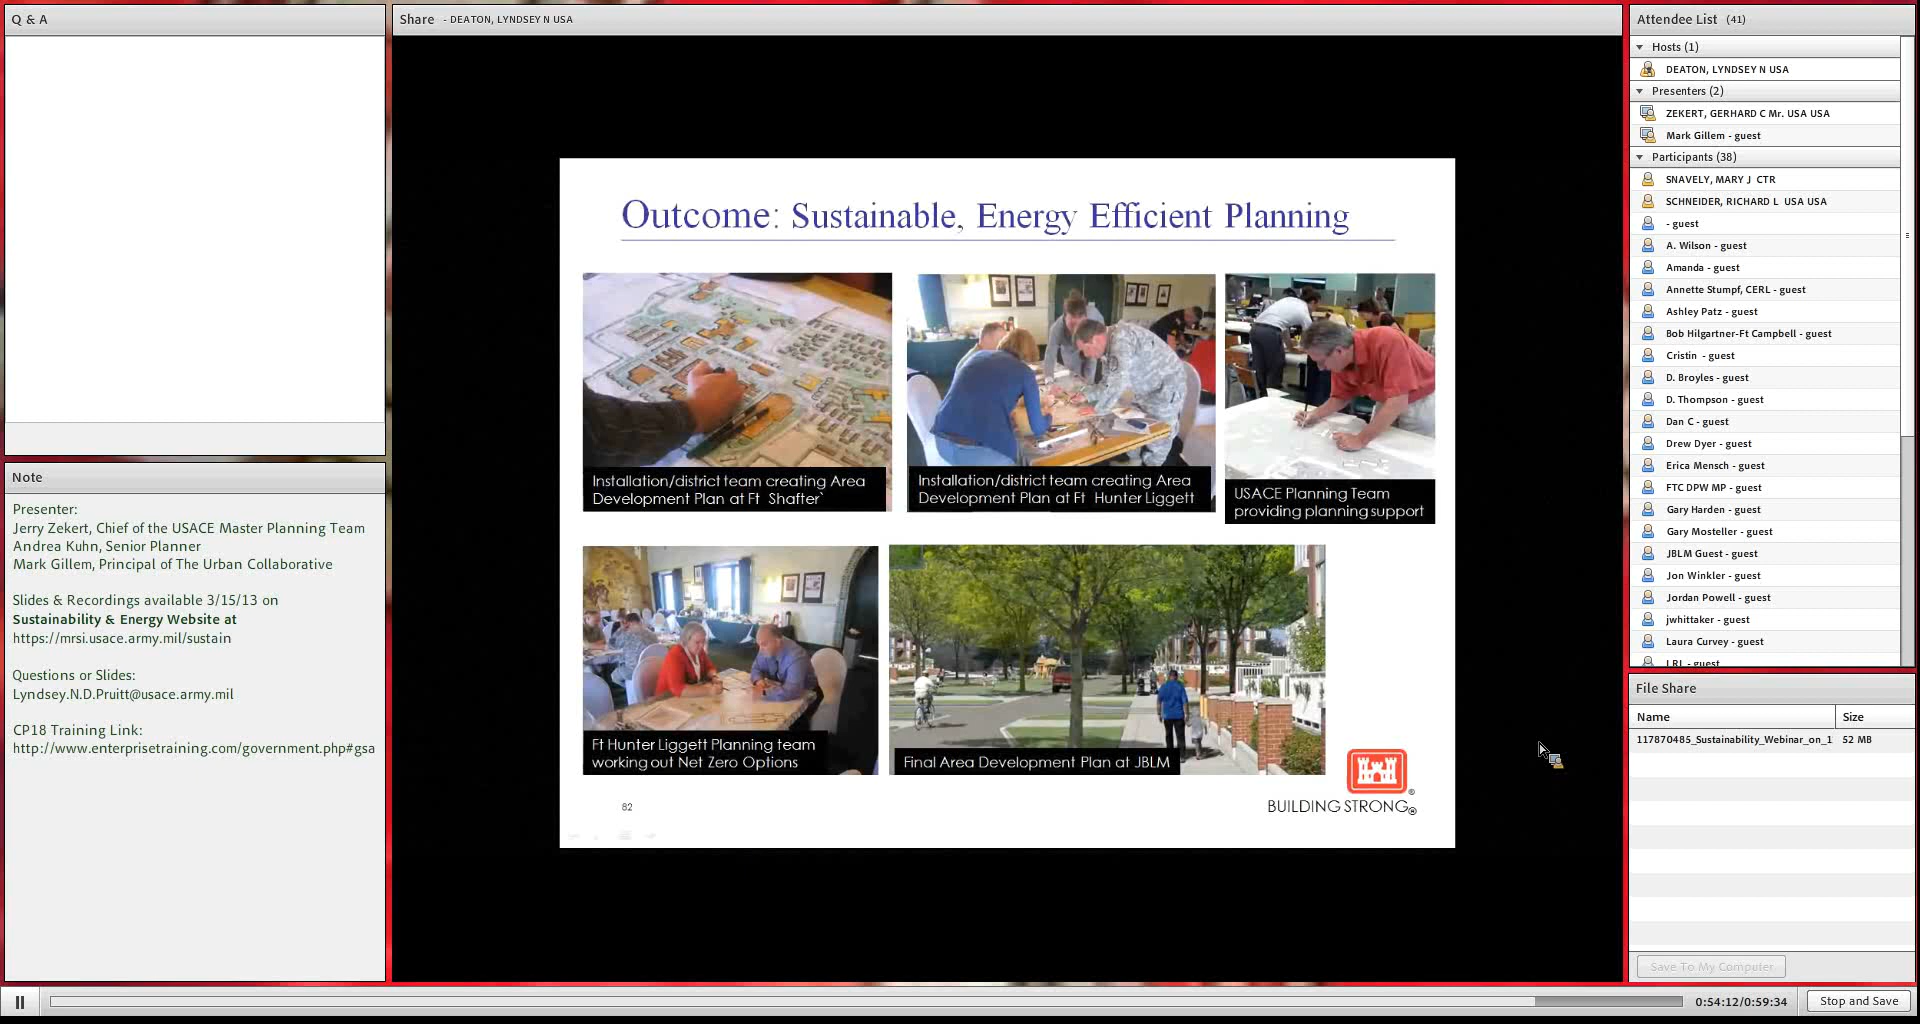 Q & A
Share - DEATON, LYNDSEY N USA
Outcome: Sustainable, Energy Efficient Planning
Installation/district team creating Area
Development Plan at Ft Shafter`
Installation/district team creating Area
Development Plan at Ft Hunter Liggett
USACE Planning Team
providing planning support
Ft Hunter Liggett Planning team
working out Net Zero Options
Final Area Development Plan at JBLM
82
BUILDING STRONG®
Note
Presenter:
Jerry Zekert, Chief of the USACE Master Planning Team
Andrea Kuhn, Senior Planner
Mark Gillem, Principal of The Urban Collaborative
Slides & Recordings available 3/15/13 on
Sustainability & Energy Website at
https://mrsi.usace.army.mil/sustain
Questions or Slides:
Lyndsey.N.D.Pruitt@usace.army.mil
CP18 Training Link:
http://www.enterprisetraining.com/government.php#gsa
Attendee List (41)
Hosts (1)
DEATON, LYNDSEY N USA
Presenters (2)
ZEKERT, GERHARD C Mr. USA USA
Mark Gillem - guest
Participants (38)
SNAVELY, MARY J CTR
SCHNEIDER, RICHARD L USA USA
- guest
A. Wilson - guest
Amanda - guest
Annette Stumpf, CERL - guest
Ashley Patz - guest
Bob Hilgartner-Ft Campbell - guest
Cristin - guest
D. Broyles - guest
D. Thompson - guest
Dan C - guest
Drew Dyer - guest
Erica Mensch - guest
FTC DPW MP - guest
Gary Harden - guest
Gary Mosteller - guest
JBLM Guest - guest
Jon Winkler - guest
Jordan Powell - guest
jwhittaker - guest
Laura Curvey - guest
LRL - guest
File Share
Name Size
117870485_Sustainability_Webinar_on_1 52 MB
Save To My Computer
0:54:12/0:59:34
Stop and Save